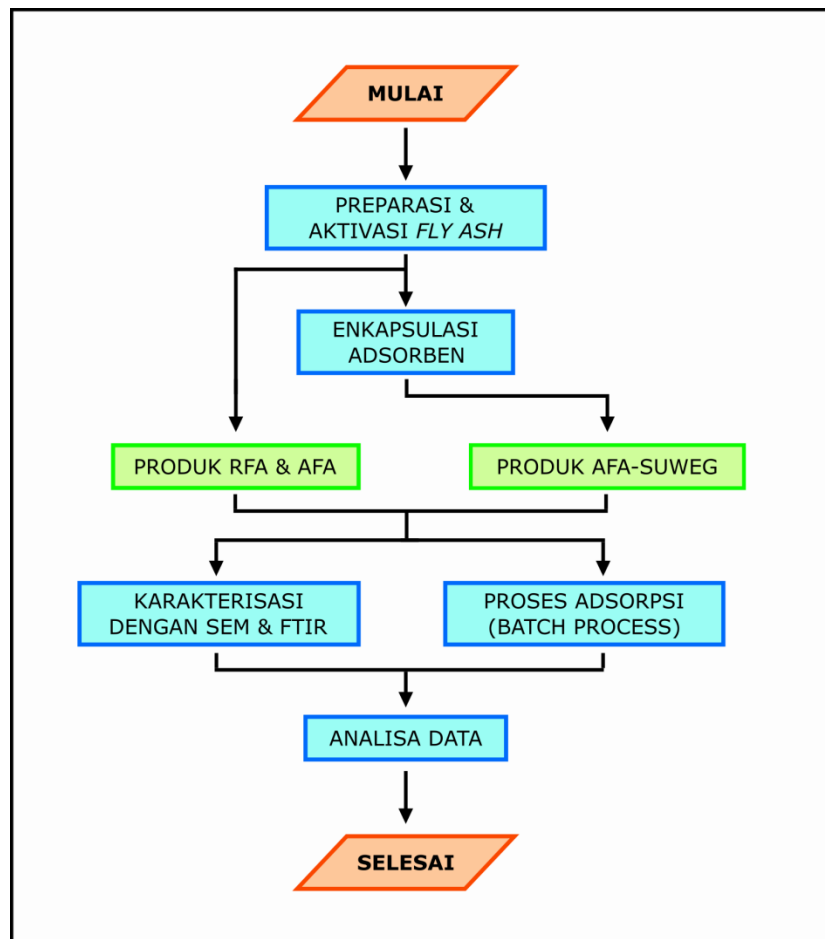 MULAI
PREPARASI &
AKTIVASI FLY ASH
ENKAPSULASI
ADSORBEN
PRODUK RFA & AFA
PRODUK AFA-SUWEG
KARAKTERISASI
DENGAN SEM & FTIR
PROSES ADSORPSI
(BATCH PROCESS)
ANALISA DATA
SELESAI